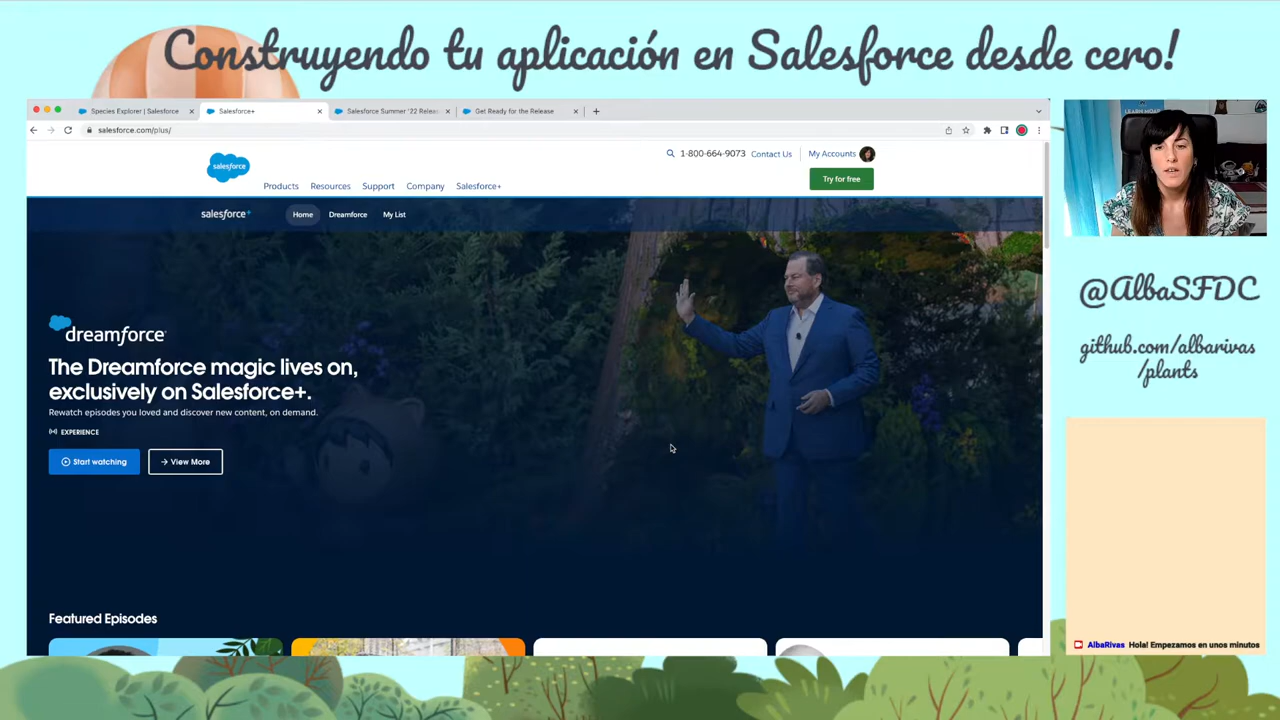 Construyendo tu aplicación en Salesforce desde cero!
Species Explorer | Salesforce
Salesforce+
Salesforce Summer '22 Releas
Get Ready for the Release
salesforce.com/plus/
salesforce
1-800-664-9073
Contact Us
My Accounts
Products
Resources
Support
Company
Salesforce+
Try for free
salesforce+
Home
Dreamforce
My List
dreamforce
The Dreamforce magic lives on,
exclusively on Salesforce+.
Rewatch episodes you loved and discover new content, on demand.
EXPERIENCE
Start watching
View More
Featured Episodes
@AlbaSFDC
github.com/albarivas
/plants
AlbaRivas Hola! Empezamos en unos minutos